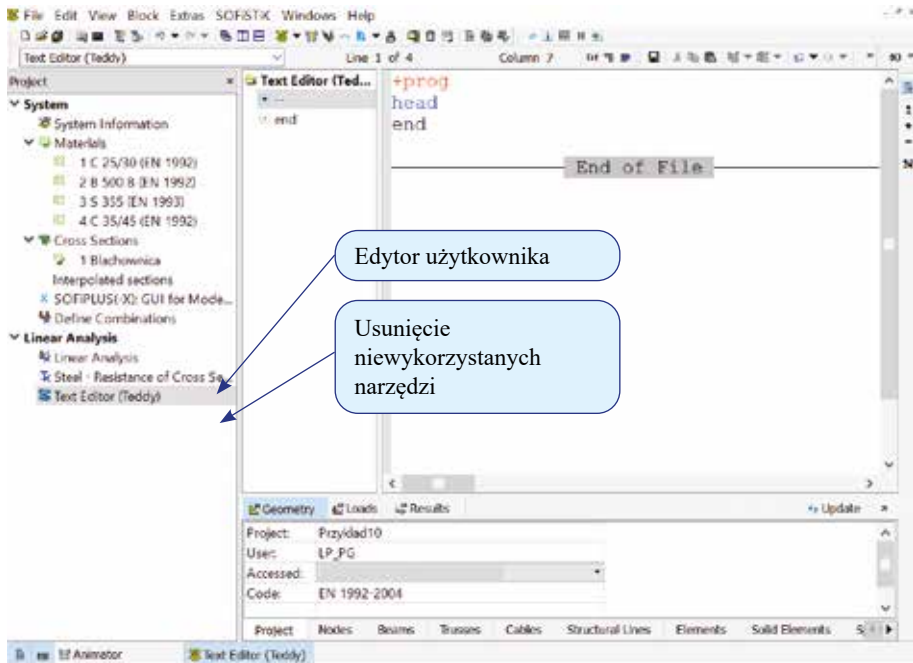 File Edit View Block Extras SOFiSTiK Windows Help
Text Editor (Teddy)
Line 1 of 4
Column 7
Project
System
System Information
Materials
1 C 25/30 (EN 1992)
2 B 500 B (EN 1992)
3 S 355 (EN 1993)
4 C 35/45 (EN 1992)
Cross Sections
1 Blachownica
Interpolated sections
SOFiPLUS(-X): GUI for Mode...
Define Combinations
Linear Analysis
Linear Analysis
Steel - Resistance of Cross Se...
Text Editor (Teddy)
Text Editor (Ted...
end
+prog
head
end
End of File
Edytor użytkownika
Usunięcie
niewykorzystanych
narzędzi
Geometry Loads Results
Update
Project: Przyklad10
User: LP_PG
Accessed:
Code: EN 1992-2004
Project Nodes Beams Trusses Cables Structural Lines Elements Solid Elements S
Animator
Text Editor (Teddy)